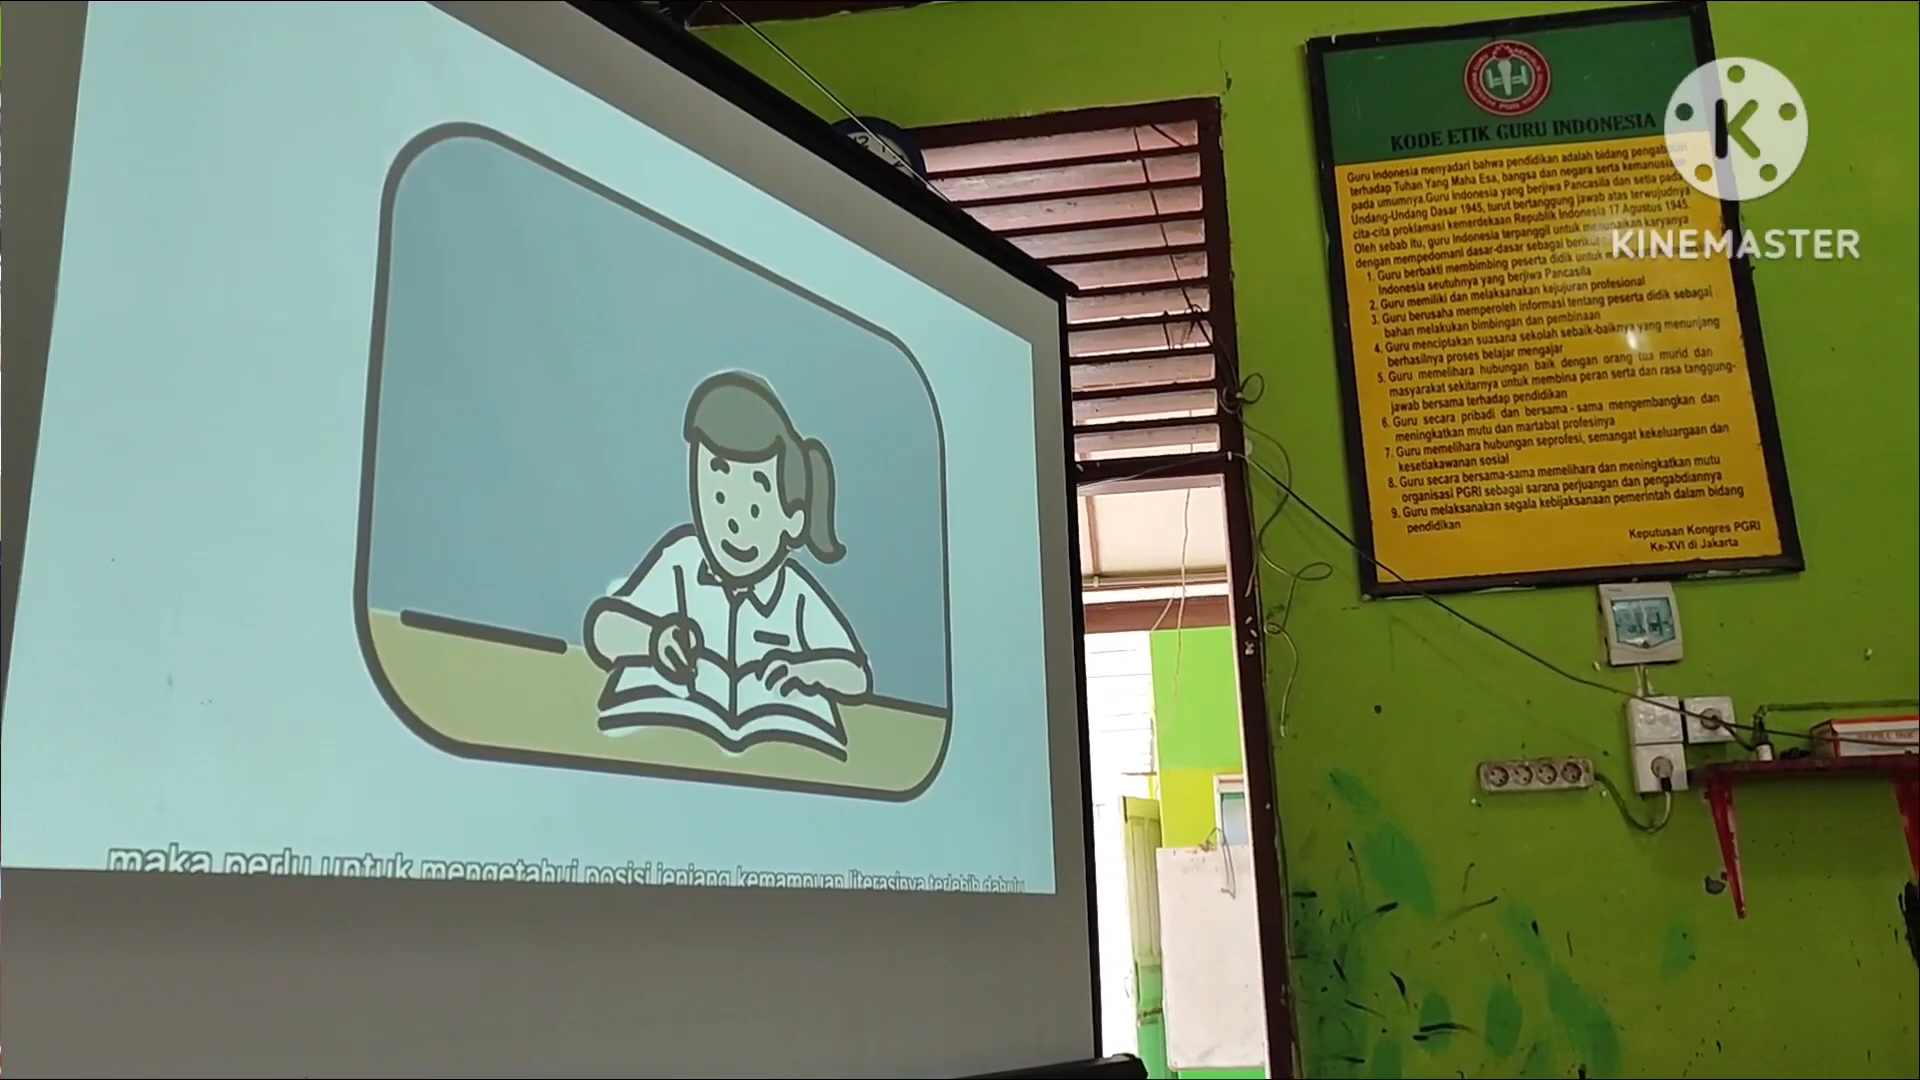 maka perlu untuk mengetahui posisi jenjang kemampuan literasinya terlebih dahulu
KODE ETIK GURU INDONESIA
Guru Indonesia menyadari bahwa pendidikan adalah bidang
terhadap Tuhan Yang Maha Esa, bangsa dan negara serta
pada umumnya.Guru Indonesia yang berjiwa Pancasila dan setia
Undang-Undang Dasar 1945, turut bertanggung jawab atas terwujudnya
cita-cita proklamasi kemerdekaan Republik Indonesia 17 Agustus 1945.
Oleh sebab itu, guru Indonesia terpanggil untuk menunaikan karyanya
dengan mempedomani dasar-dasar sebagai berikut
1. Guru berbakti membimbing peserta didik untuk
Indonesia seutuhnya yang berjiwa Pancasila
2. Guru memiliki dan melaksanakan kejujuran profesional
3. Guru berusaha memperoleh informasi tentang peserta didik sebagai
bahan melakukan bimbingan dan pembinaan
4. Guru menciptakan suasana sekolah sebaik-baiknya yang menunjang
berhasilnya proses belajar mengajar
5. Guru memelihara hubungan baik dengan orang tua murid dan
masyarakat sekitarnya untuk membina peran serta dan rasa tanggung-
jawab bersama terhadap pendidikan
6. Guru secara pribadi dan bersama-sama mengembangkan dan
meningkatkan mutu dan martabat profesinya
7. Guru memelihara hubungan seprofesi, semangat kekeluargaan dan
kesetiakawanan sosial
8. Guru secara bersama-sama memelihara dan meningkatkan mutu
organisasi PGRI sebagai sarana perjuangan dan pengabdiannya
9. Guru melaksanakan segala kebijaksanaan pemerintah dalam bidang
pendidikan
Keputusan Kongres PGRI
Ke-XVI di Jakarta
K
KINEMASTER
REFILL INK